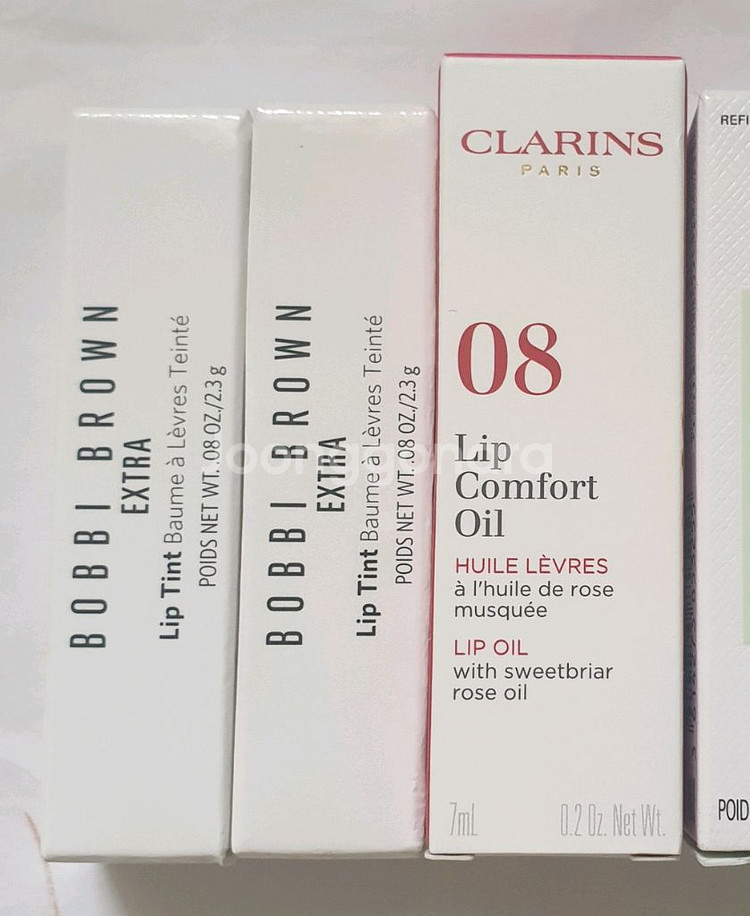 BOBBI BROWN
EXTRA
Lip Tint Baume à Lèvres Teinté
POIDS NET WT. .08 OZ./2.3 g
BOBBI BROWN
EXTRA
Lip Tint Baume à Lèvres Teinté
POIDS NET WT. .08 OZ./2.3 g
CLARINS
PARIS
08
Lip
Comfort
Oil
HUILE LÈVRES
à l'huile de rose
musquée
LIP OIL
with sweetbriar
rose oil
7mL 0.2 Oz. Net Wt.
REFI
POID
joonggonara